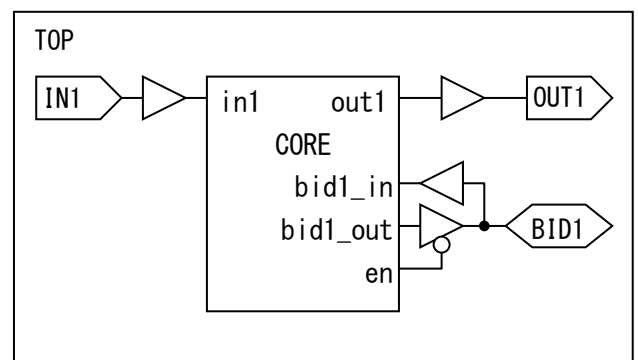 TOP
IN1
in1
out1
OUT1
CORE
bid1_in
bid1_out
BID1
en